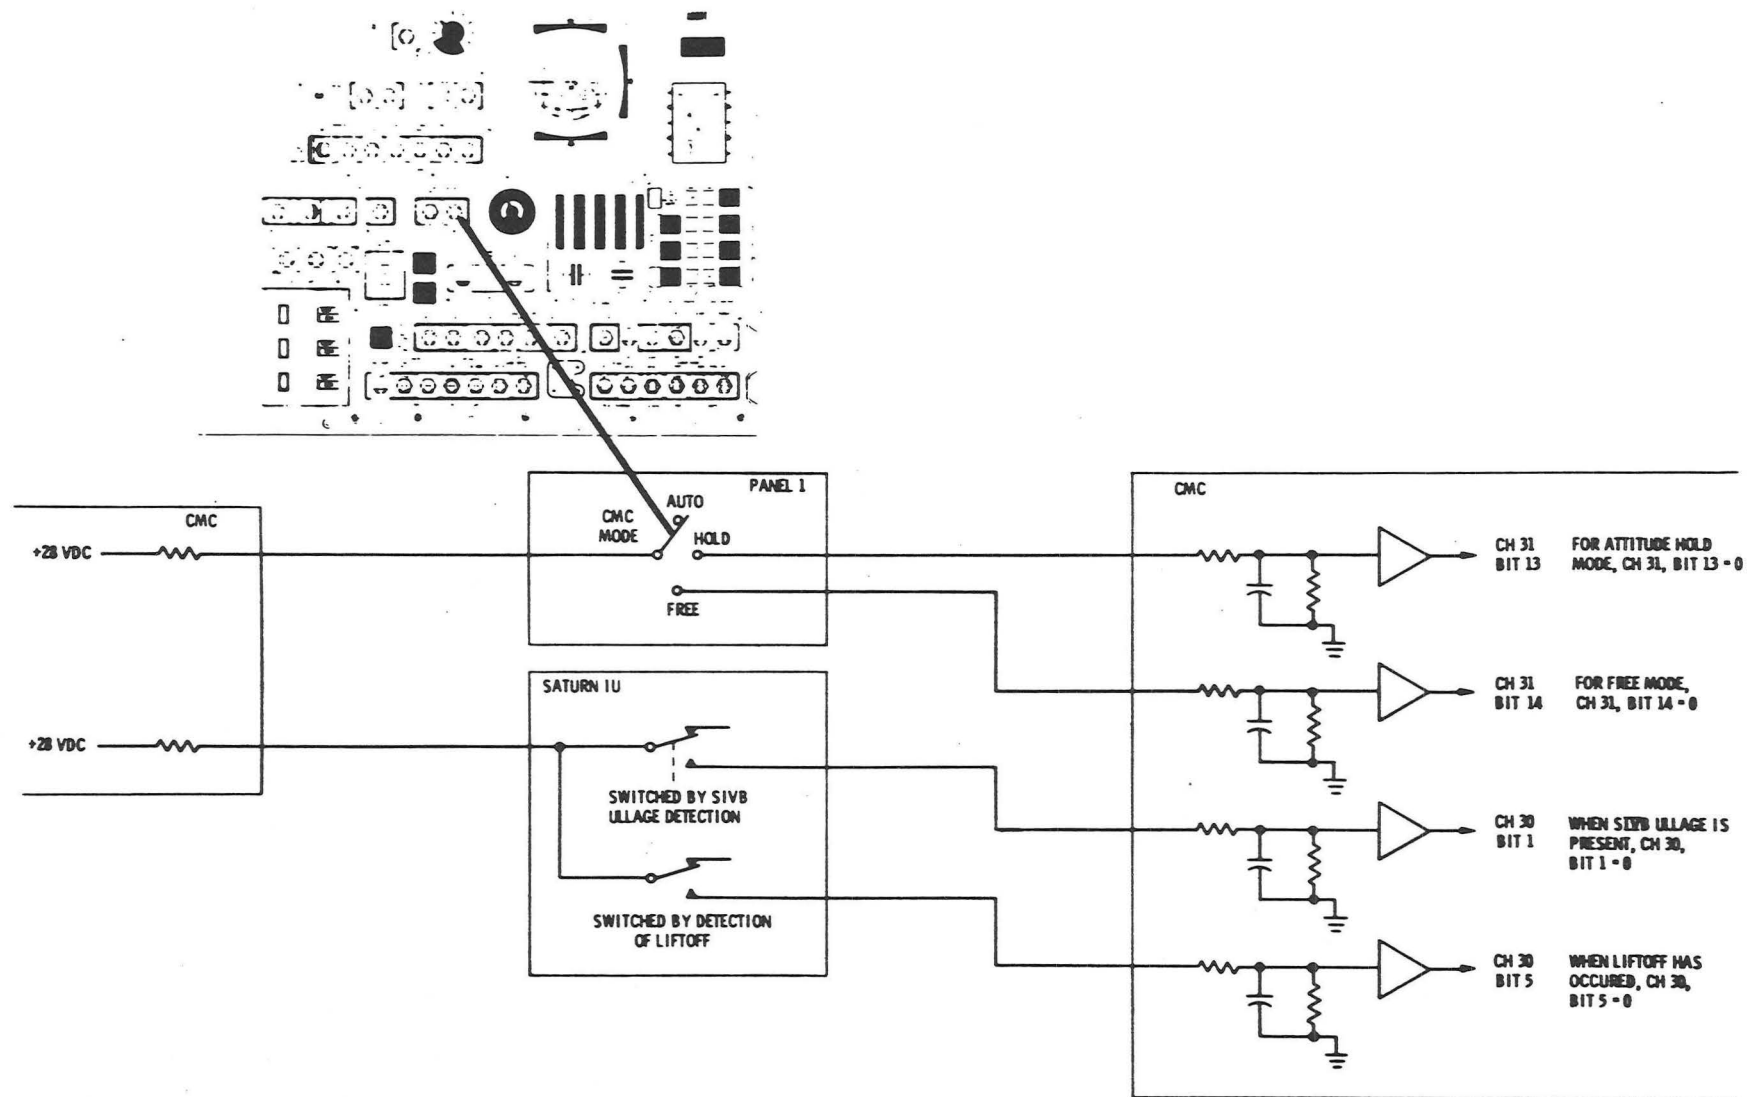 PANEL 1
CMC
MODE
AUTO
HOLD
FREE
CMC
+28 VDC
+28 VDC
SATURN IU
SWITCHED BY SIVB
ULLAGE DETECTION
SWITCHED BY DETECTION
OF LIFTOFF
CMC
CH 31
BIT 13
FOR ATTITUDE HOLD
MODE, CH 31, BIT 13 = 0
CH 31
BIT 14
FOR FREE MODE,
CH 31, BIT 14 = 0
CH 30
BIT 1
WHEN SIVB ULLAGE IS
PRESENT, CH 30,
BIT 1 = 0
CH 30
BIT 5
WHEN LIFTOFF HAS
OCCURED, CH 30,
BIT 5 = 0